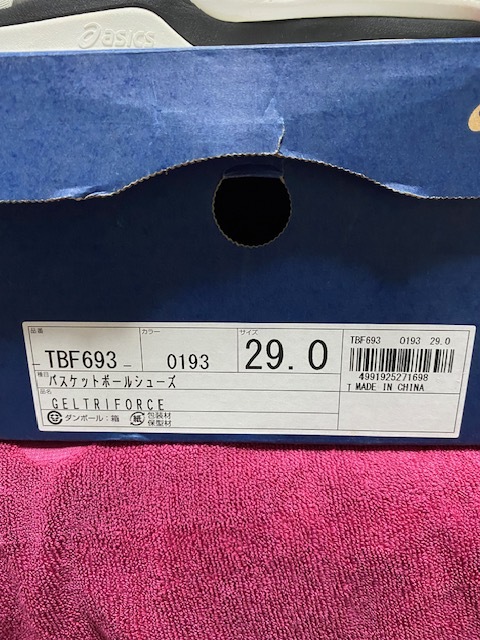 asics
品番 カラー サイズ
TBF693 0193 29.0
種目
バスケットボールシューズ
品名
GELTRIFORCE
ダンボール：箱 紙 包装材
保型材
TBF693 0193 29.0
4991925271698
T MADE IN CHINA